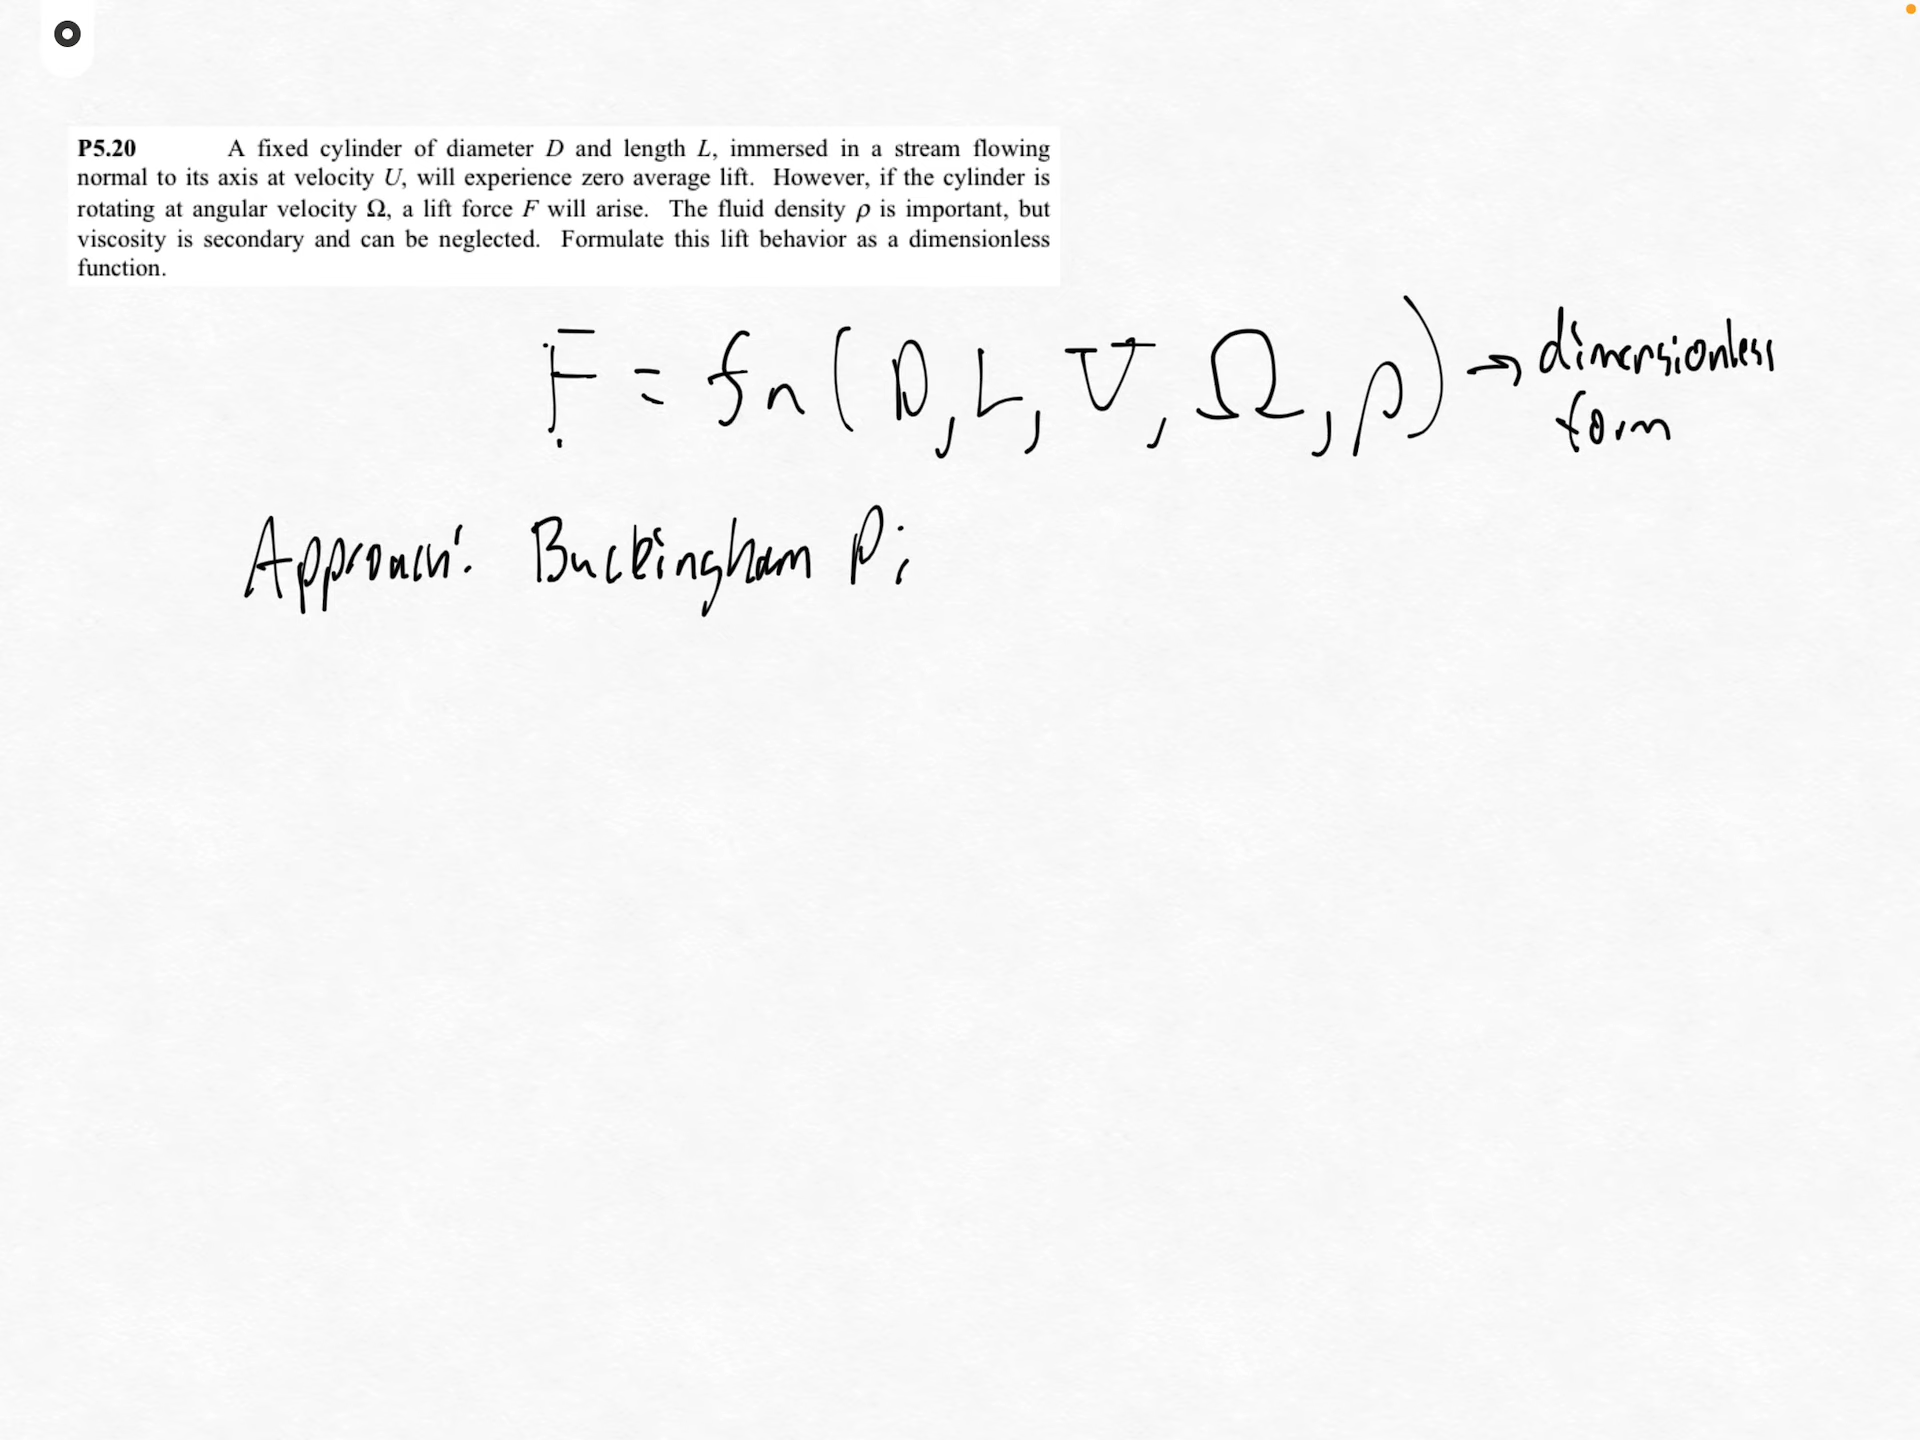 P5.20 A fixed cylinder of diameter D and length L, immersed in a stream flowing
normal to its axis at velocity U, will experience zero average lift. However, if the cylinder is
rotating at angular velocity Ω, a lift force F will arise. The fluid density ρ is important, but
viscosity is secondary and can be neglected. Formulate this lift behavior as a dimensionless
function.
F = fn(D, L, U, Ω, ρ) → dimensionless
form
Approach: Buckingham Pi